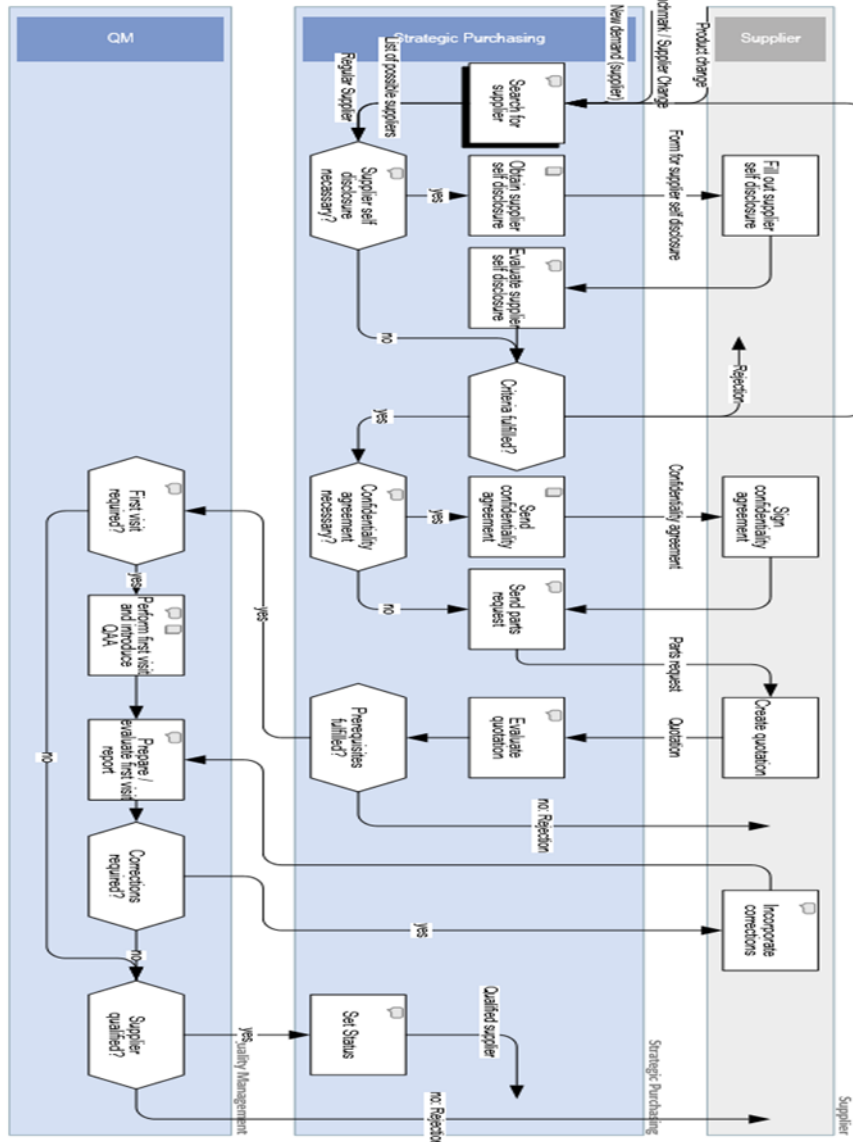 QM
Strategic Purchasing
Supplier
Product change
chmark / Supplier Change
New demand (supplier)
Search for
supplier
List of possible suppliers
Regular Supplier
Supplier self
disclosure
necessary?
yes
Obtain supplier
self disclosure
Form for supplier self disclosure
Fill out supplier
self disclosure
Evaluate supplier
self disclosure
no
Criteria fulfilled?
Rejection
yes
Confidentiality
agreement
necessary?
yes
Send
confidentiality
agreement
Confidentiality agreement
Sign
confidentiality
agreement
no
Send parts
request
Parts request
Create quotation
Quotation
Evaluate
quotation
Prerequisites
fulfilled?
no: Rejection
yes
First visit
required?
yes
Perform first visit
and introduce
QAA
no
Prepare /
evaluate first visit
report
Corrections
required?
yes
Incorporate
corrections
no
Supplier
qualified?
yes
Set Status
Qualified supplier
no: Rejection
uality Management
Strategic Purchasing
Supplier